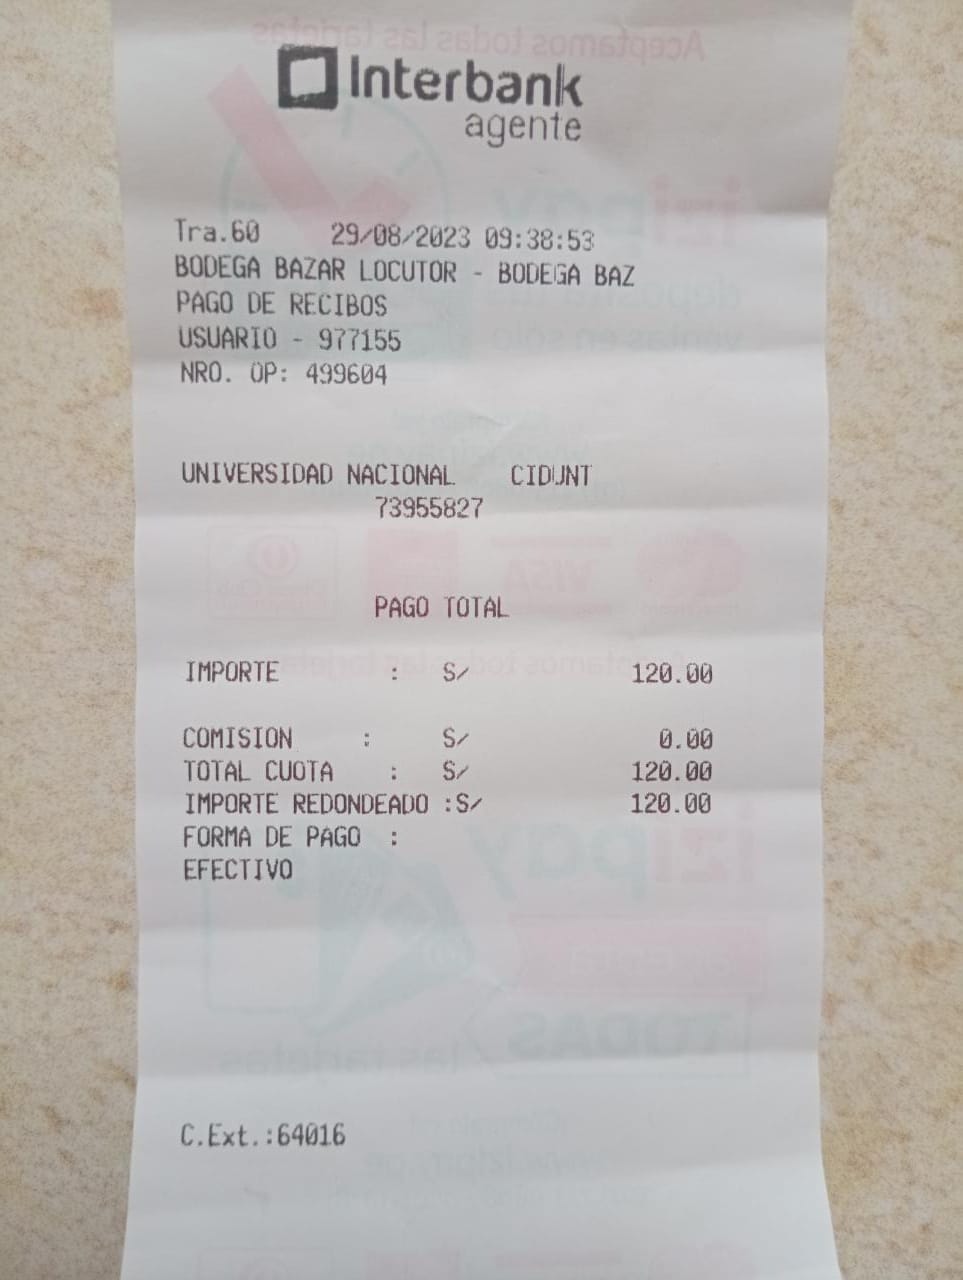 Interbank
agente
Tra.60 29/08/2023 09:38:53
BODEGA BAZAR LOCUTOR - BODEGA BAZ
PAGO DE RECIBOS
USUARIO - 977155
NRO. OP: 499604
UNIVERSIDAD NACIONAL CIDUNT
73955827
PAGO TOTAL
IMPORTE : S/ 120.00
COMISION : S/ 0.00
TOTAL CUOTA : S/ 120.00
IMPORTE REDONDEADO :S/ 120.00
FORMA DE PAGO :
EFECTIVO
C.Ext.:64016